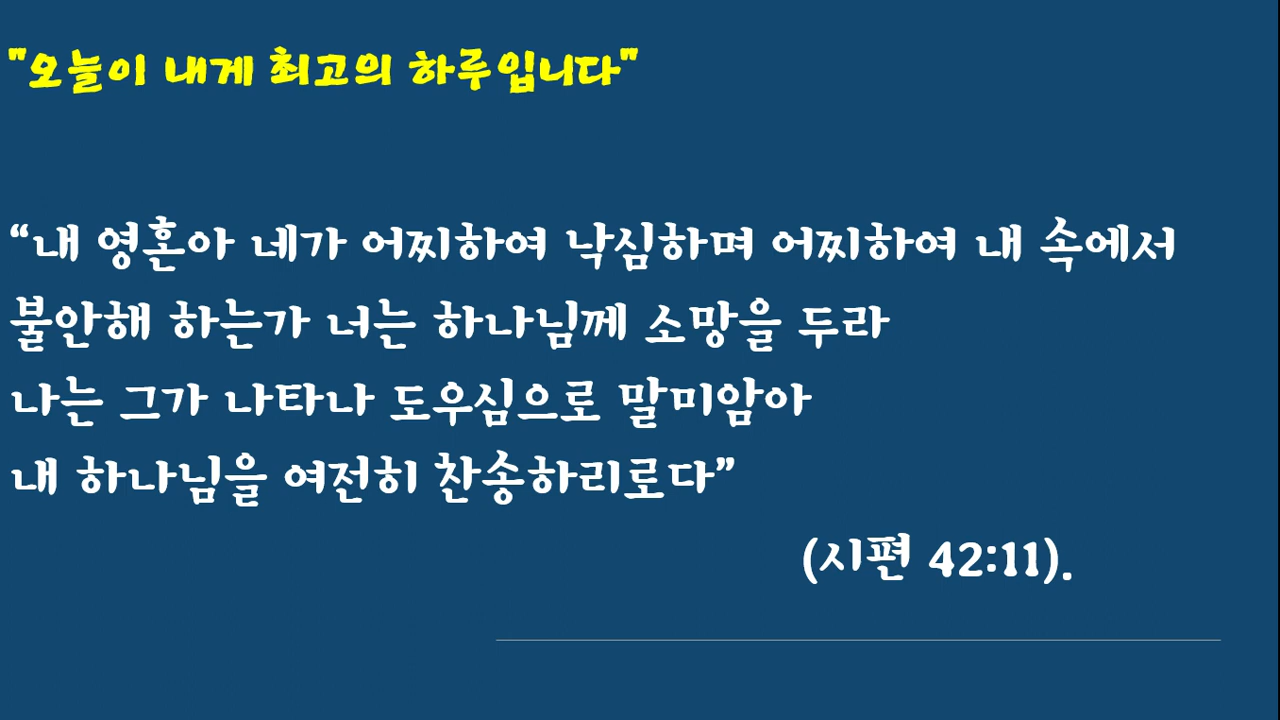 "오늘이 내게 최고의 하루입니다"
“내 영혼아 네가 어찌하여 낙심하며 어찌하여 내 속에서
불안해 하는가 너는 하나님께 소망을 두라
나는 그가 나타나 도우심으로 말미암아
내 하나님을 여전히 찬송하리로다”
(시편 42:11).